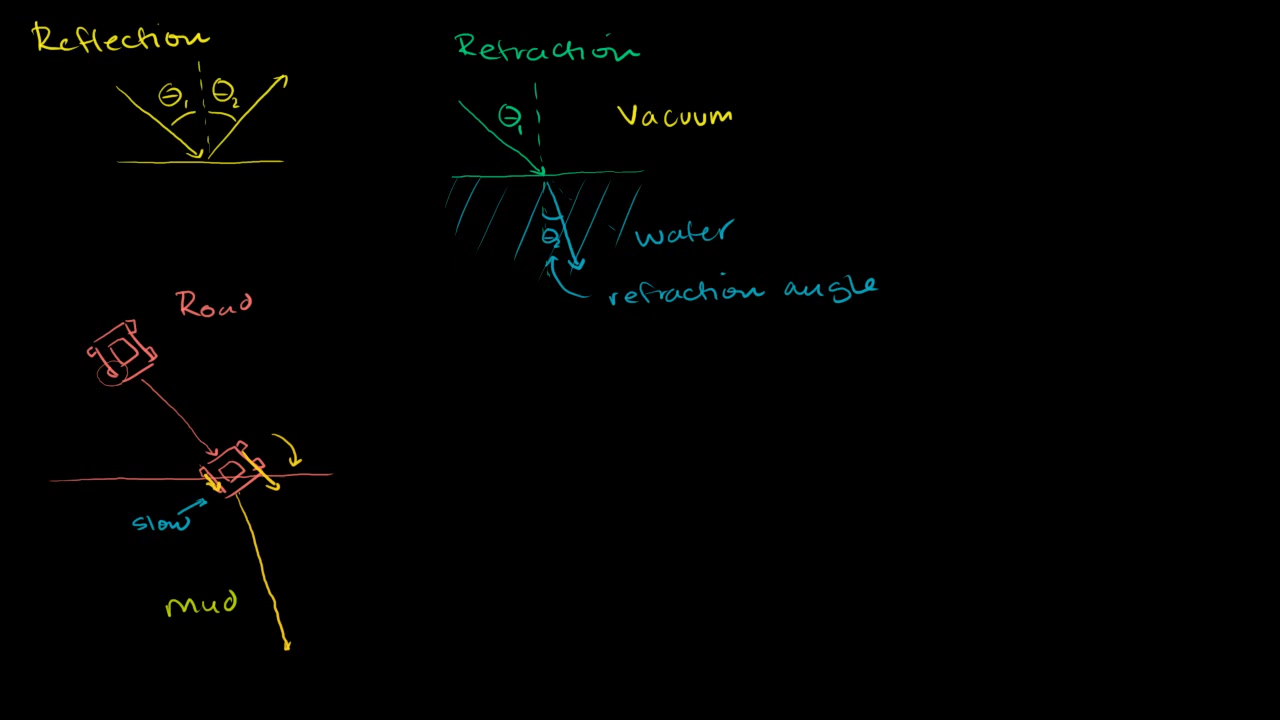 Reflection
θ₁ θ₂
Refraction
θ₁
Vacuum
θ₂
water
refraction angle
Road
slow
mud